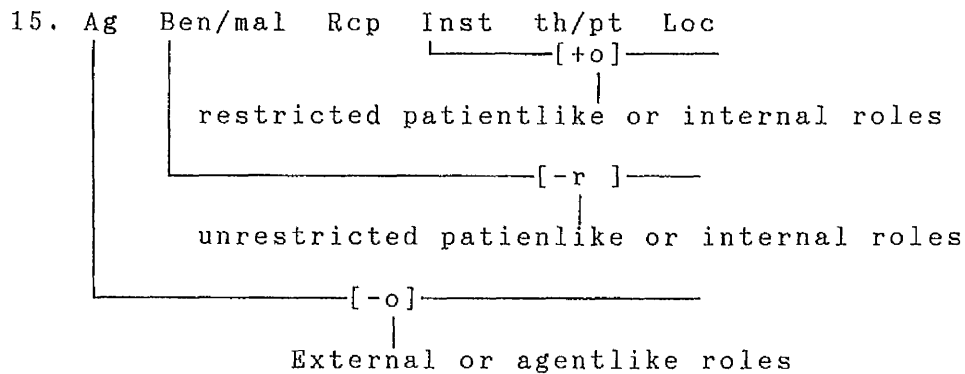 15. Ag Ben/mal Rcp Inst th/pt Loc
[+o]
restricted patientlike or internal roles
[-r ]
unrestricted patienlike or internal roles
[-o]
External or agentlike roles